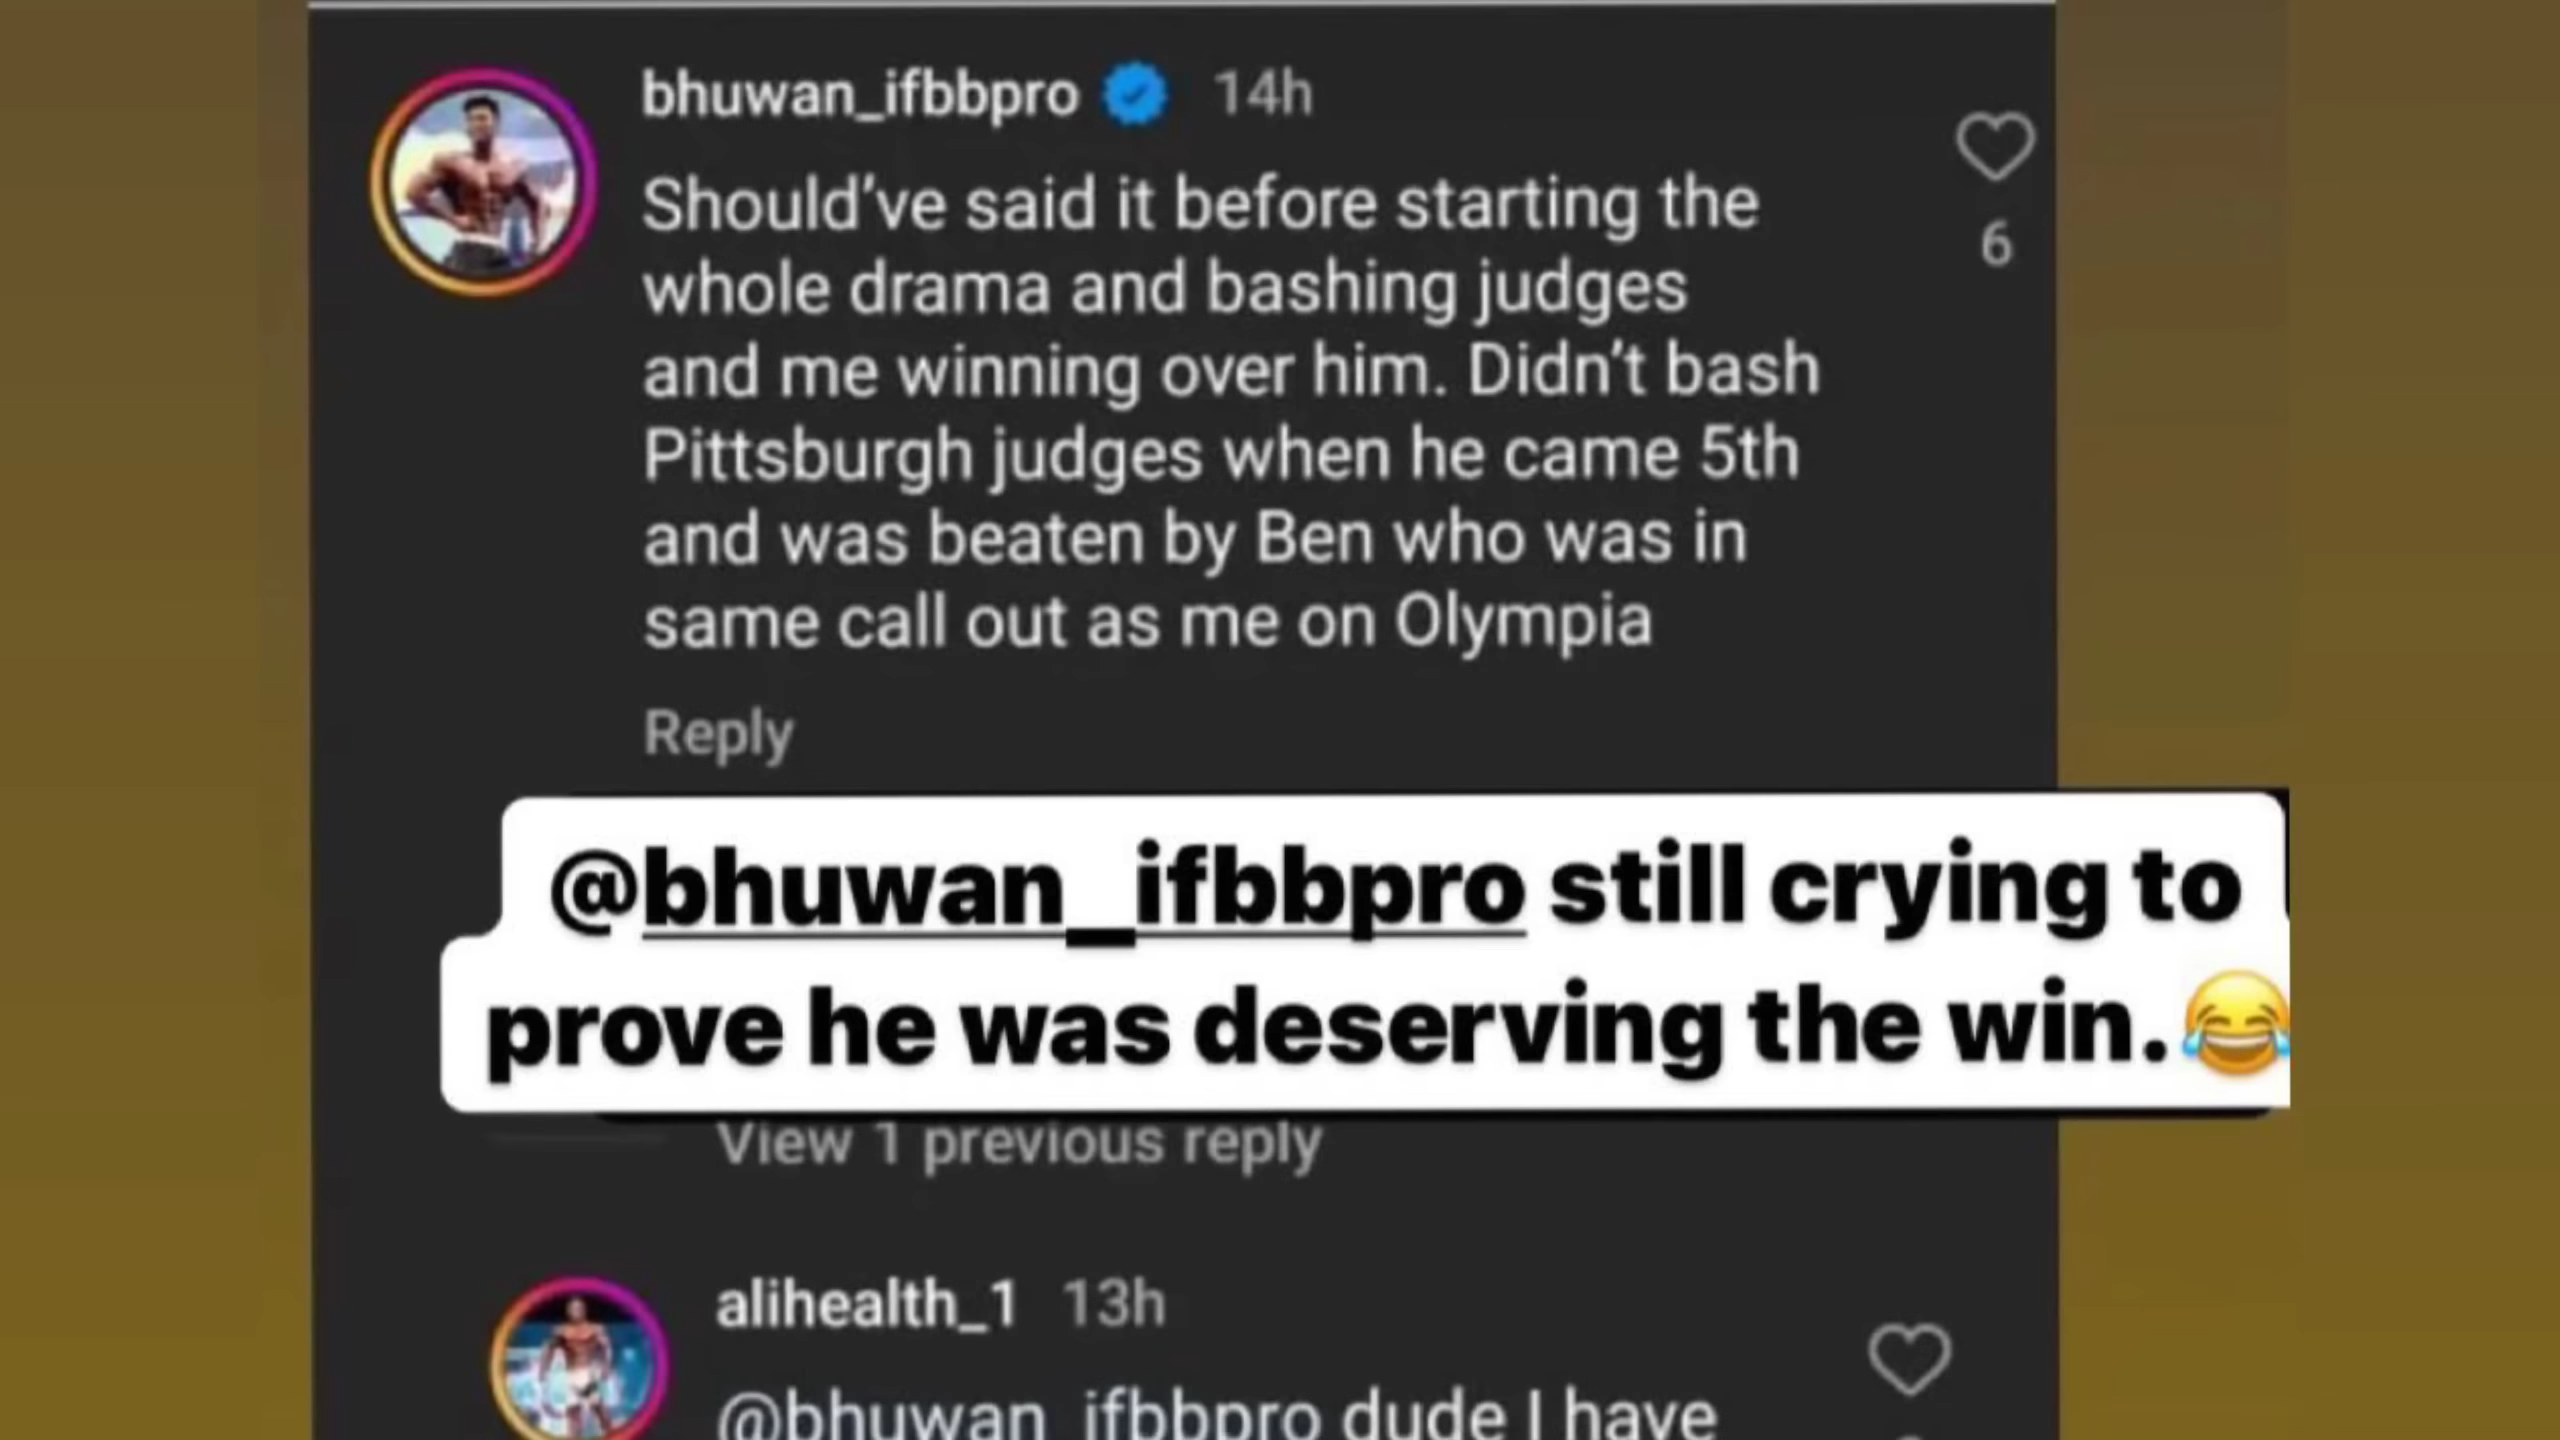 bhuwan_ifbbpro 14h
Should’ve said it before starting the
whole drama and bashing judges
and me winning over him. Didn’t bash
Pittsburgh judges when he came 5th
and was beaten by Ben who was in
same call out as me on Olympia
6
Reply
@bhuwan_ifbbpro still crying to
prove he was deserving the win.😂
View 1 previous reply
alihealth_1 13h
@bhuwan_ifbbpro dude I have